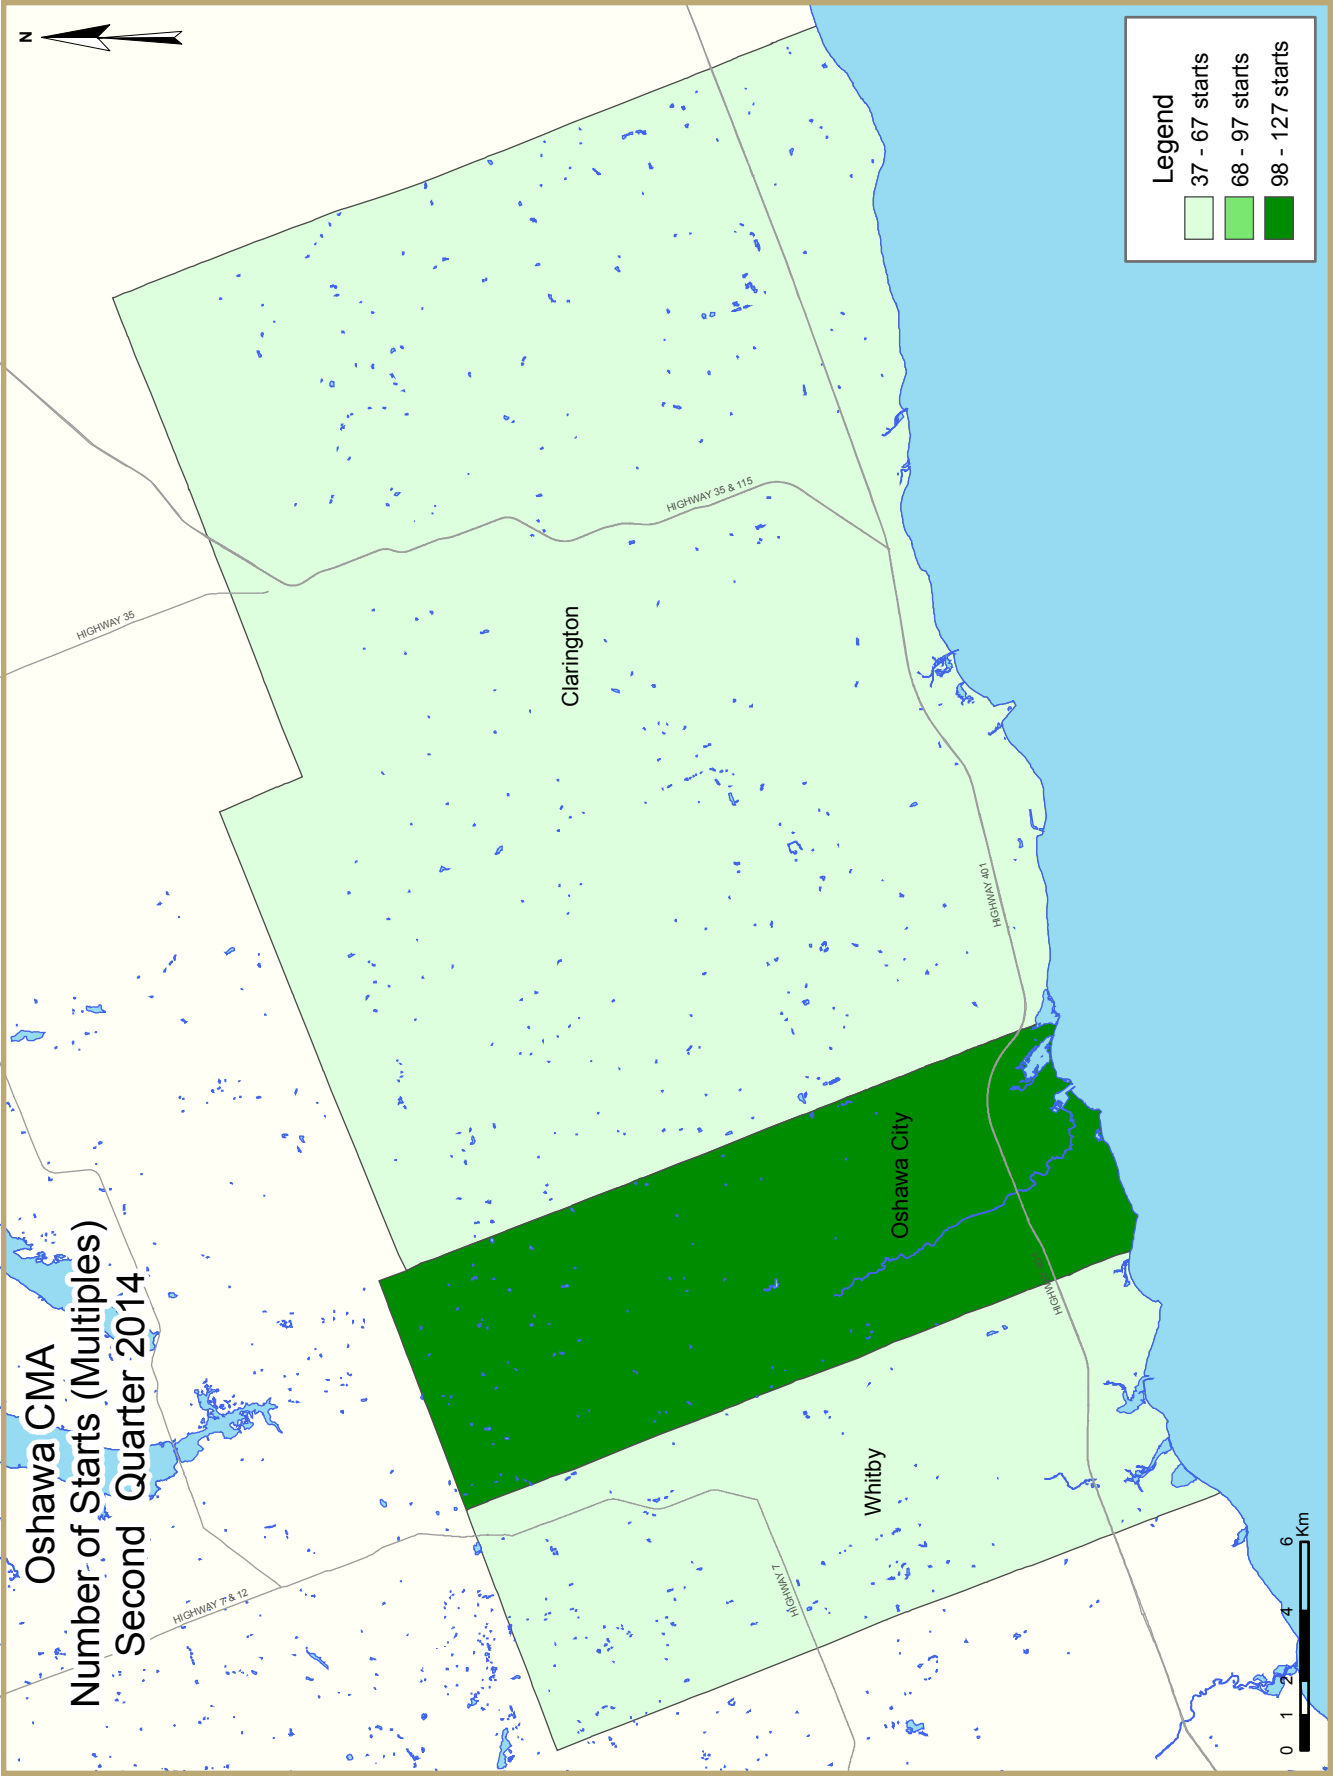 Oshawa CMA
Number of Starts (Multiples)
Second Quarter 2014
N
HIGHWAY 7 & 12
HIGHWAY 35
HIGHWAY 35 & 115
Clarington
HIGHWAY 401
Oshawa City
Whitby
HIGHWAY 7
Legend
37 - 67 starts
68 - 97 starts
98 - 127 starts
0 1 2 4 6
Km